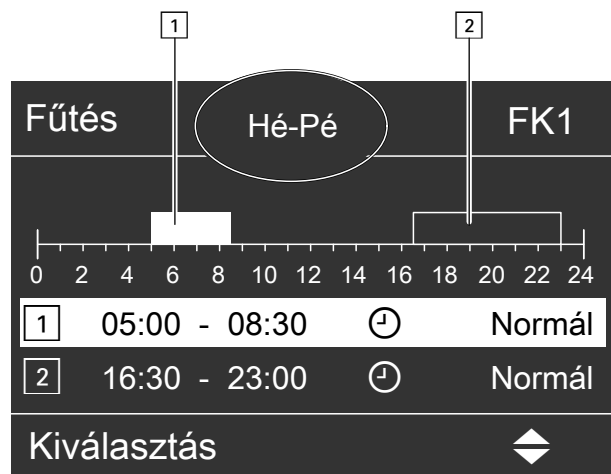 1 2
Fűtés Hé-Pé FK1
0 2 4 6 8 10 12 14 16 18 20 22 24
1 05:00 - 08:30 Normál
2 16:30 - 23:00 Normál
Kiválasztás